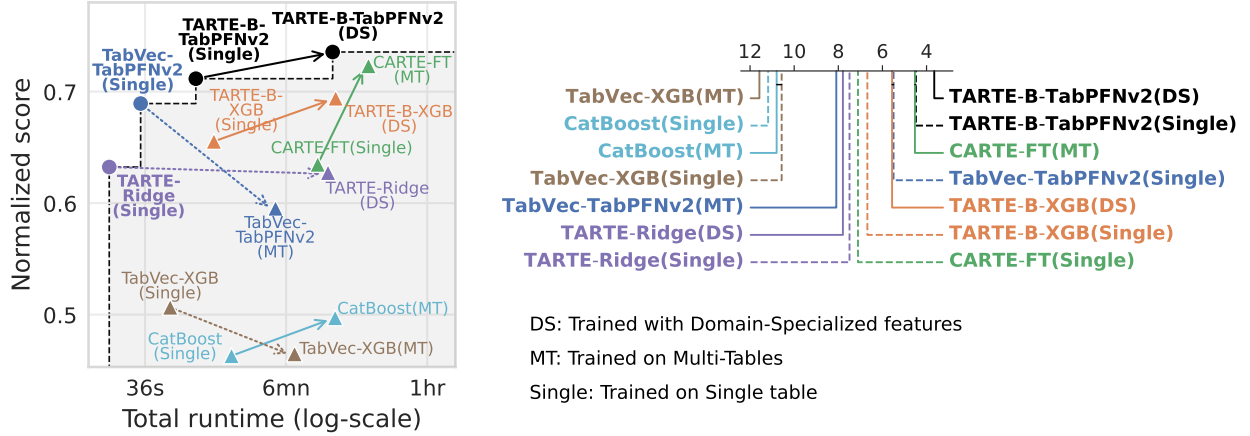 TARTE-B-
TabPFNv2
(Single)
TARTE-B-TabPFNv2
(DS)
TabVec-
TabPFNv2
(Single)
CARTE-FT
(MT)
TARTE-B-
XGB
(Single)
TARTE-B-XGB
(DS)
CARTE-FT(Single)
TARTE-
Ridge
(Single)
TARTE-Ridge
(DS)
TabVec-
TabPFNv2
(MT)
TabVec-XGB
(Single)
CatBoost(MT)
CatBoost
(Single)
TabVec-XGB(MT)
0.7
0.6
0.5
Normalized score
36s
6mn
1hr
Total runtime (log-scale)
12
10
8
6
4
TabVec-XGB(MT)
CatBoost(Single)
CatBoost(MT)
TabVec-XGB(Single)
TabVec-TabPFNv2(MT)
TARTE-Ridge(DS)
TARTE-Ridge(Single)
TARTE-B-TabPFNv2(DS)
TARTE-B-TabPFNv2(Single)
CARTE-FT(MT)
TabVec-TabPFNv2(Single)
TARTE-B-XGB(DS)
TARTE-B-XGB(Single)
CARTE-FT(Single)
DS: Trained with Domain-Specialized features
MT: Trained on Multi-Tables
Single: Trained on Single table